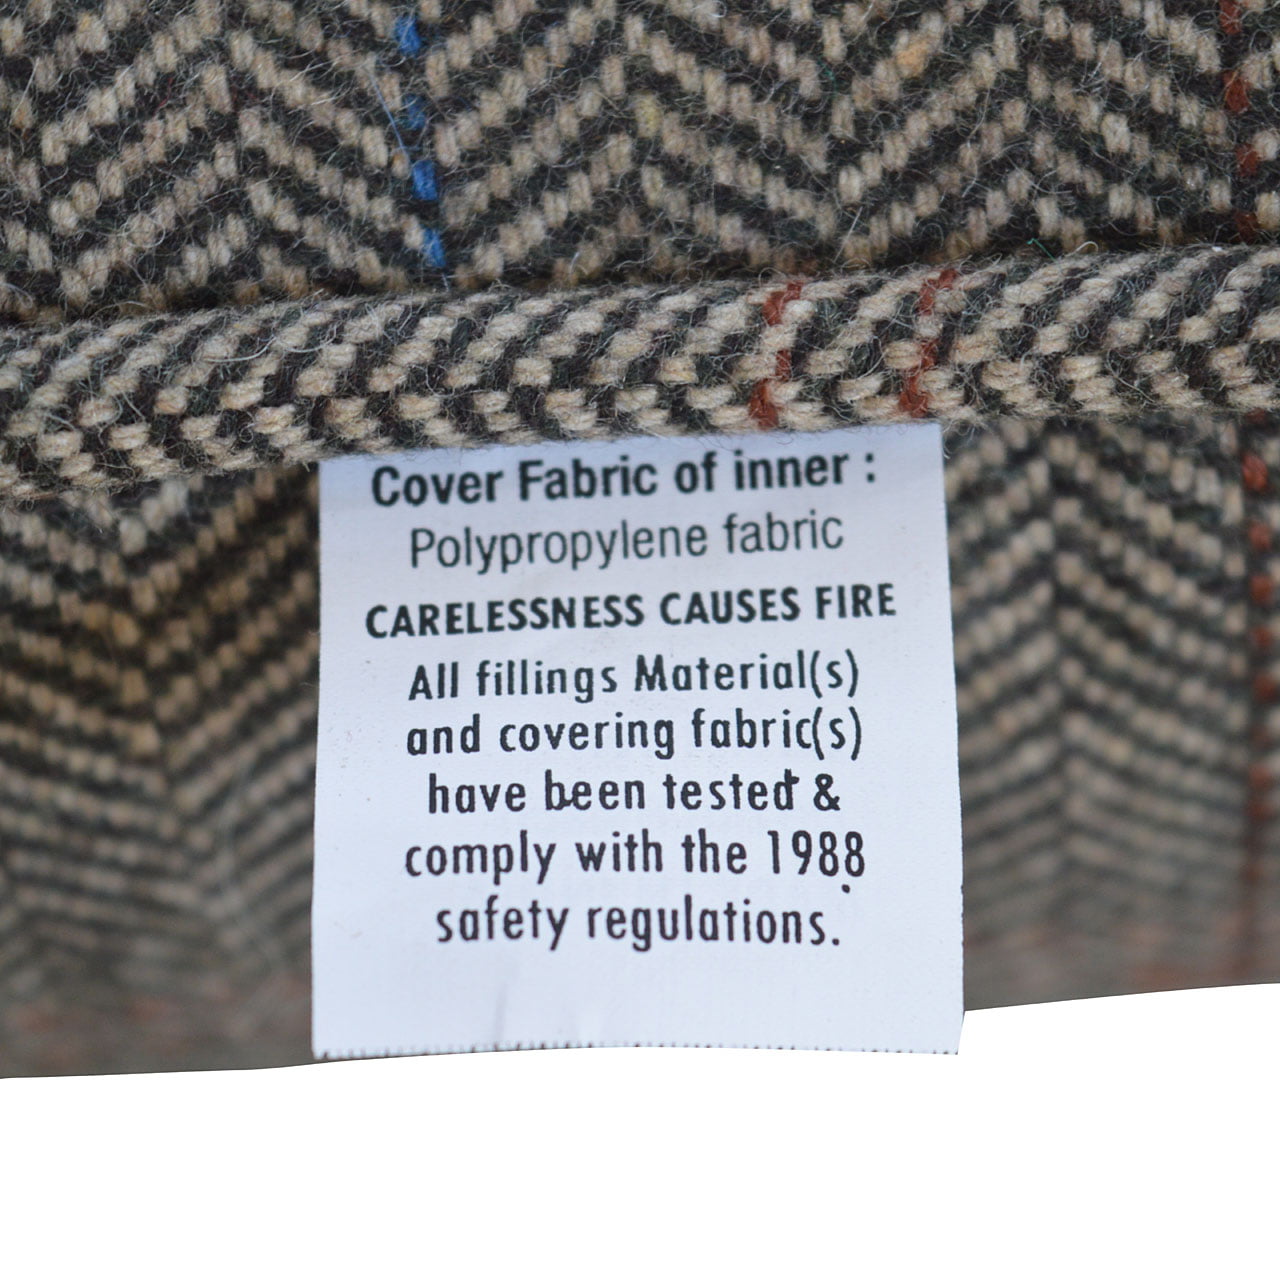 Cover Fabric of inner :
Polypropylene fabric
CARELESSNESS CAUSES FIRE
All fillings Material(s)
and covering fabric(s)
have been tested &
comply with the 1988
safety regulations.